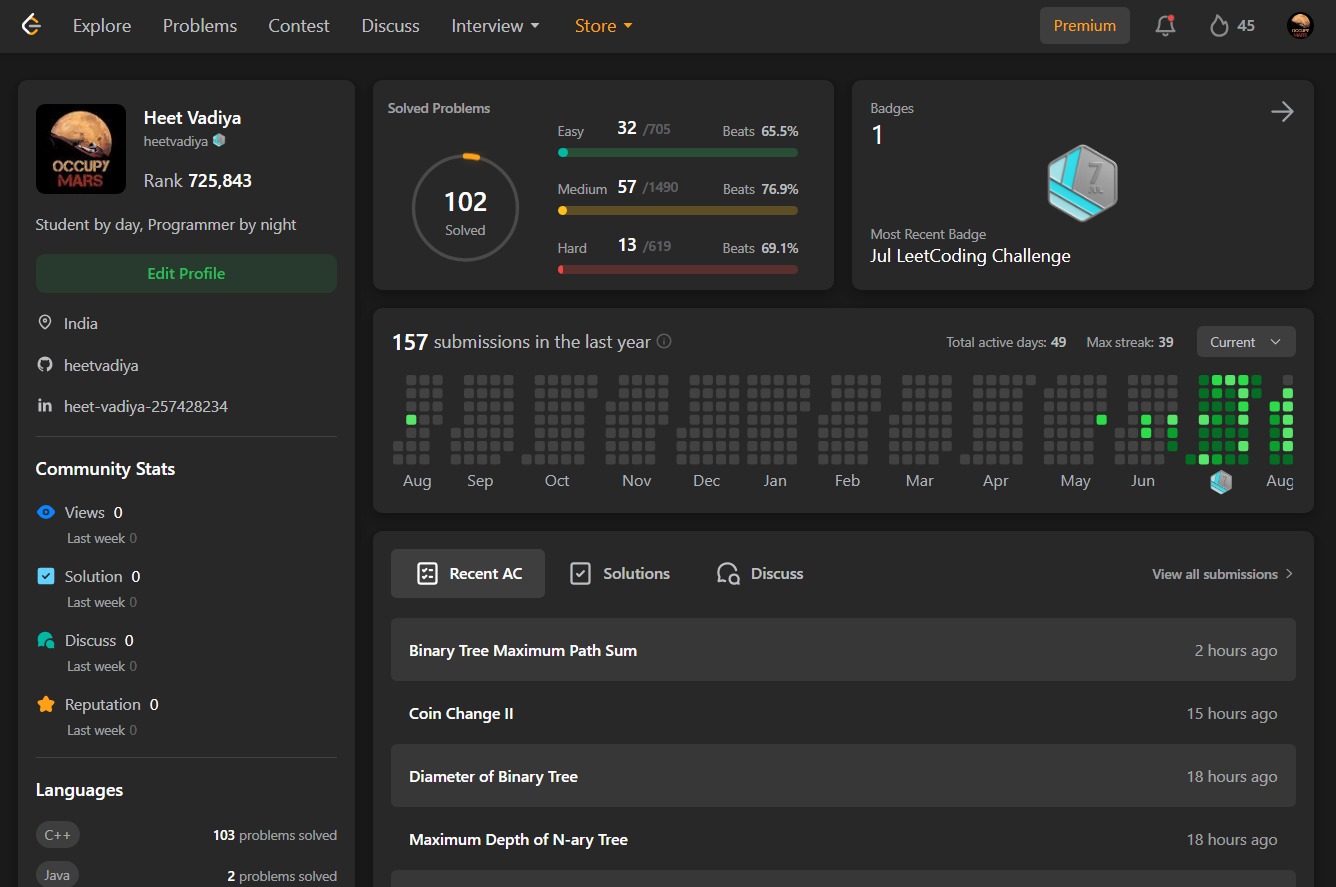 Explore Problems Contest Discuss Interview Store Premium 45
OCCUPY
MARS
Heet Vadiya
heetvadiya
Rank 725,843
Student by day, Programmer by night
Edit Profile
India
heetvadiya
heet-vadiya-257428234
Community Stats
Views 0
Last week 0
Solution 0
Last week 0
Discuss 0
Last week 0
Reputation 0
Last week 0
Languages
C++ 103 problems solved
Java 2 problems solved
Solved Problems
102
Solved
Easy 32 /705 Beats 65.5%
Medium 57 /1490 Beats 76.9%
Hard 13 /619 Beats 69.1%
Badges
1
7
JUL
Most Recent Badge
Jul LeetCoding Challenge
157 submissions in the last year Total active days: 49 Max streak: 39 Current
Aug Sep Oct Nov Dec Jan Feb Mar Apr May Jun Aug
Recent AC Solutions Discuss View all submissions
Binary Tree Maximum Path Sum 2 hours ago
Coin Change II 15 hours ago
Diameter of Binary Tree 18 hours ago
Maximum Depth of N-ary Tree 18 hours ago